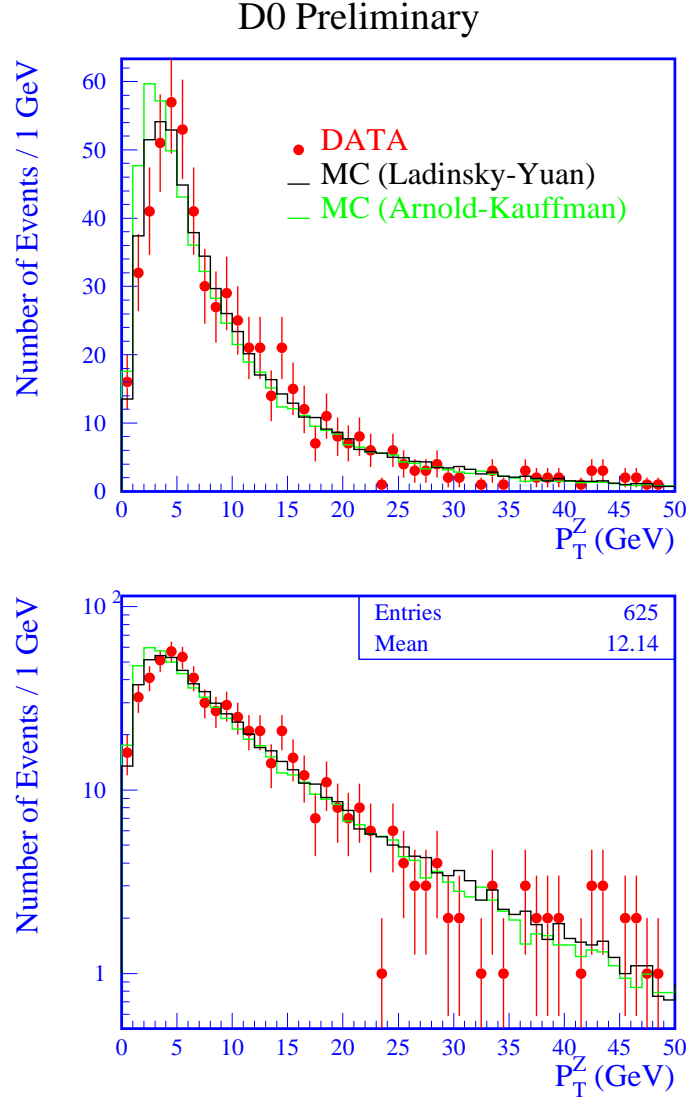 D0 Preliminary
Number of Events / 1 GeV
60
50
40
30
20
10
0
DATA
MC (Ladinsky-Yuan)
MC (Arnold-Kauffman)
0 5 10 15 20 25 30 35 40 45 50
P_T^Z (GeV)
Number of Events / 1 GeV
10^2
10
1
Entries 625
Mean 12.14
0 5 10 15 20 25 30 35 40 45 50
P_T^Z (GeV)